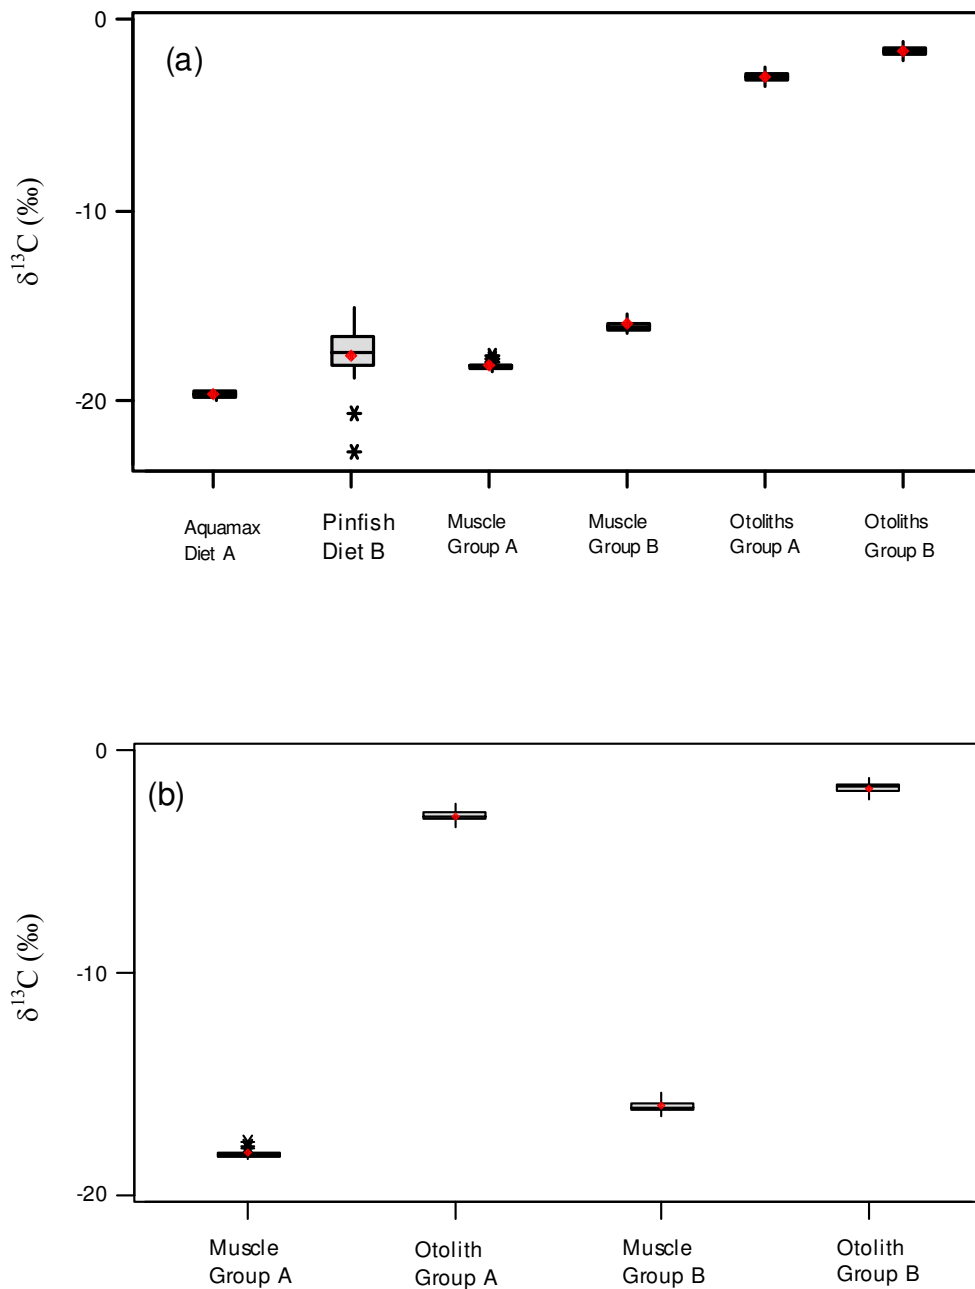 0
(a)
-10
δ¹³C (‰)
-20
Aquamax
Diet A
Pinfish
Diet B
Muscle
Group A
Muscle
Group B
Otoliths
Group A
Otoliths
Group B
0
(b)
-10
δ¹³C (‰)
-20
Muscle
Group A
Otolith
Group A
Muscle
Group B
Otolith
Group B